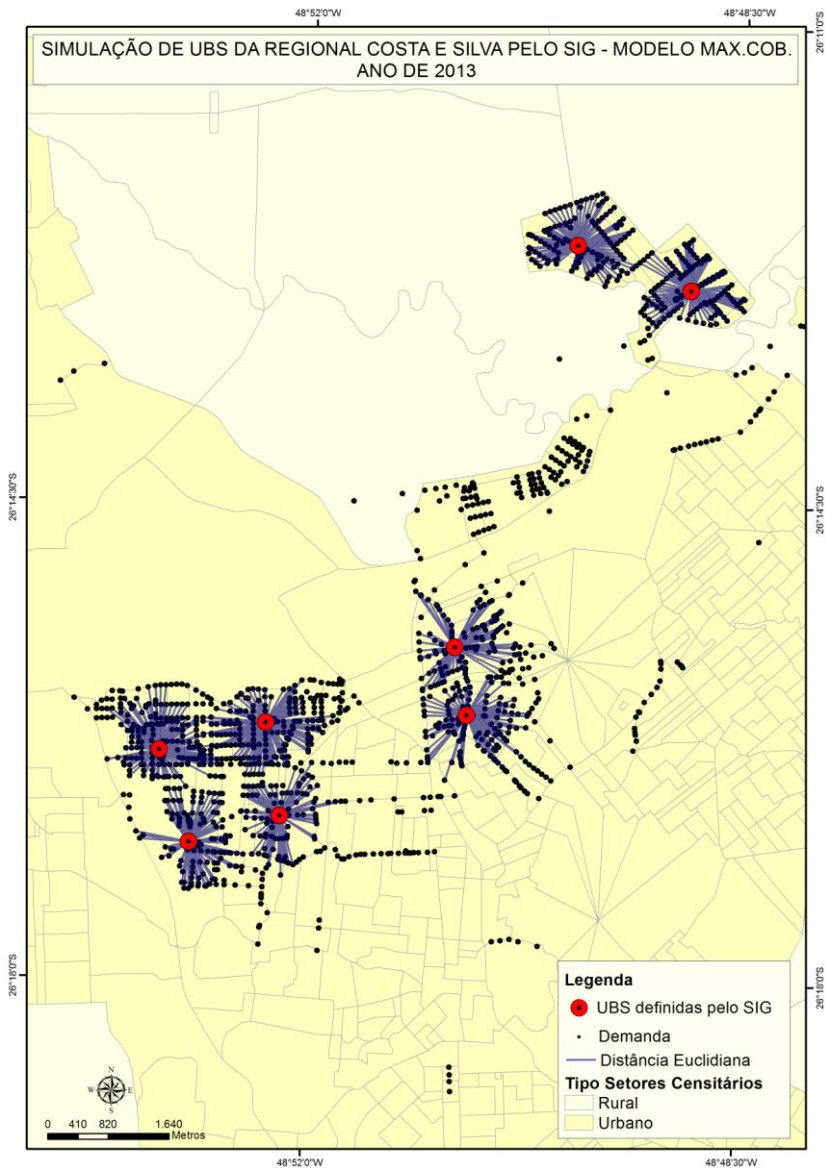 48°52'0"W
48°48'30"W
SIMULAÇÃO DE UBS DA REGIONAL COSTA E SILVA PELO SIG - MODELO MAX.COB.
ANO DE 2013
26°11'0"S
26°14'30"S
26°14'30"S
26°18'0"S
26°18'0"S
Legenda
UBS definidas pelo SIG
Demanda
Distância Euclidiana
Tipo Setores Censitários
Rural
Urbano
N
W
E
S
0 410 820 1.640
Metros
48°52'0"W
48°48'30"W